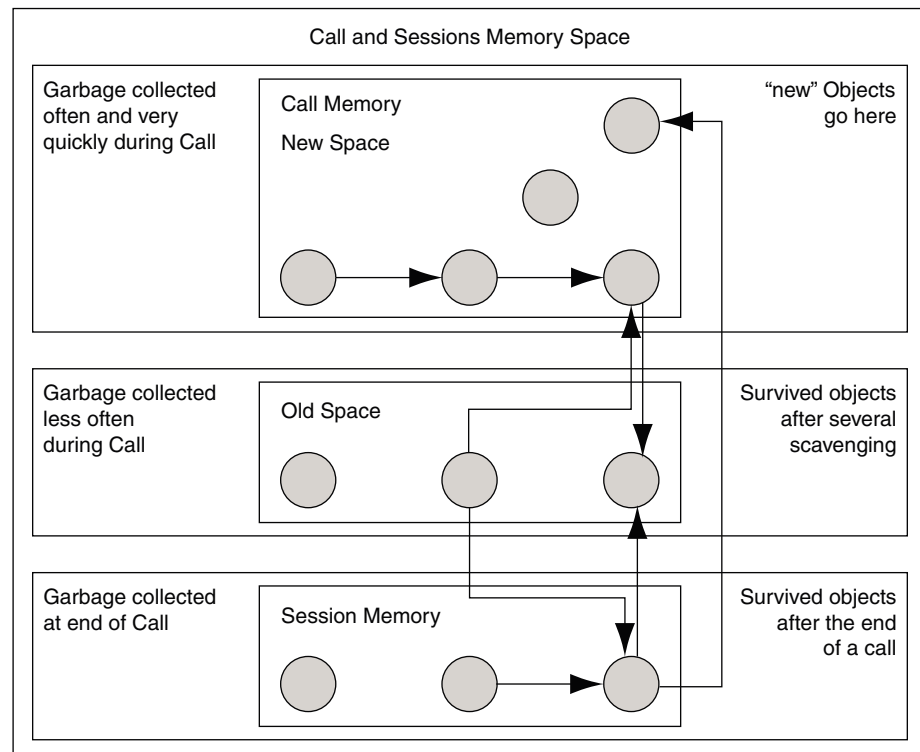 Call and Sessions Memory Space
Garbage collected
often and very
quickly during Call
Call Memory
New Space
“new” Objects
go here
Garbage collected
less often
during Call
Old Space
Survived objects
after several
scavenging
Garbage collected
at end of Call
Session Memory
Survived objects
after the end
of a call